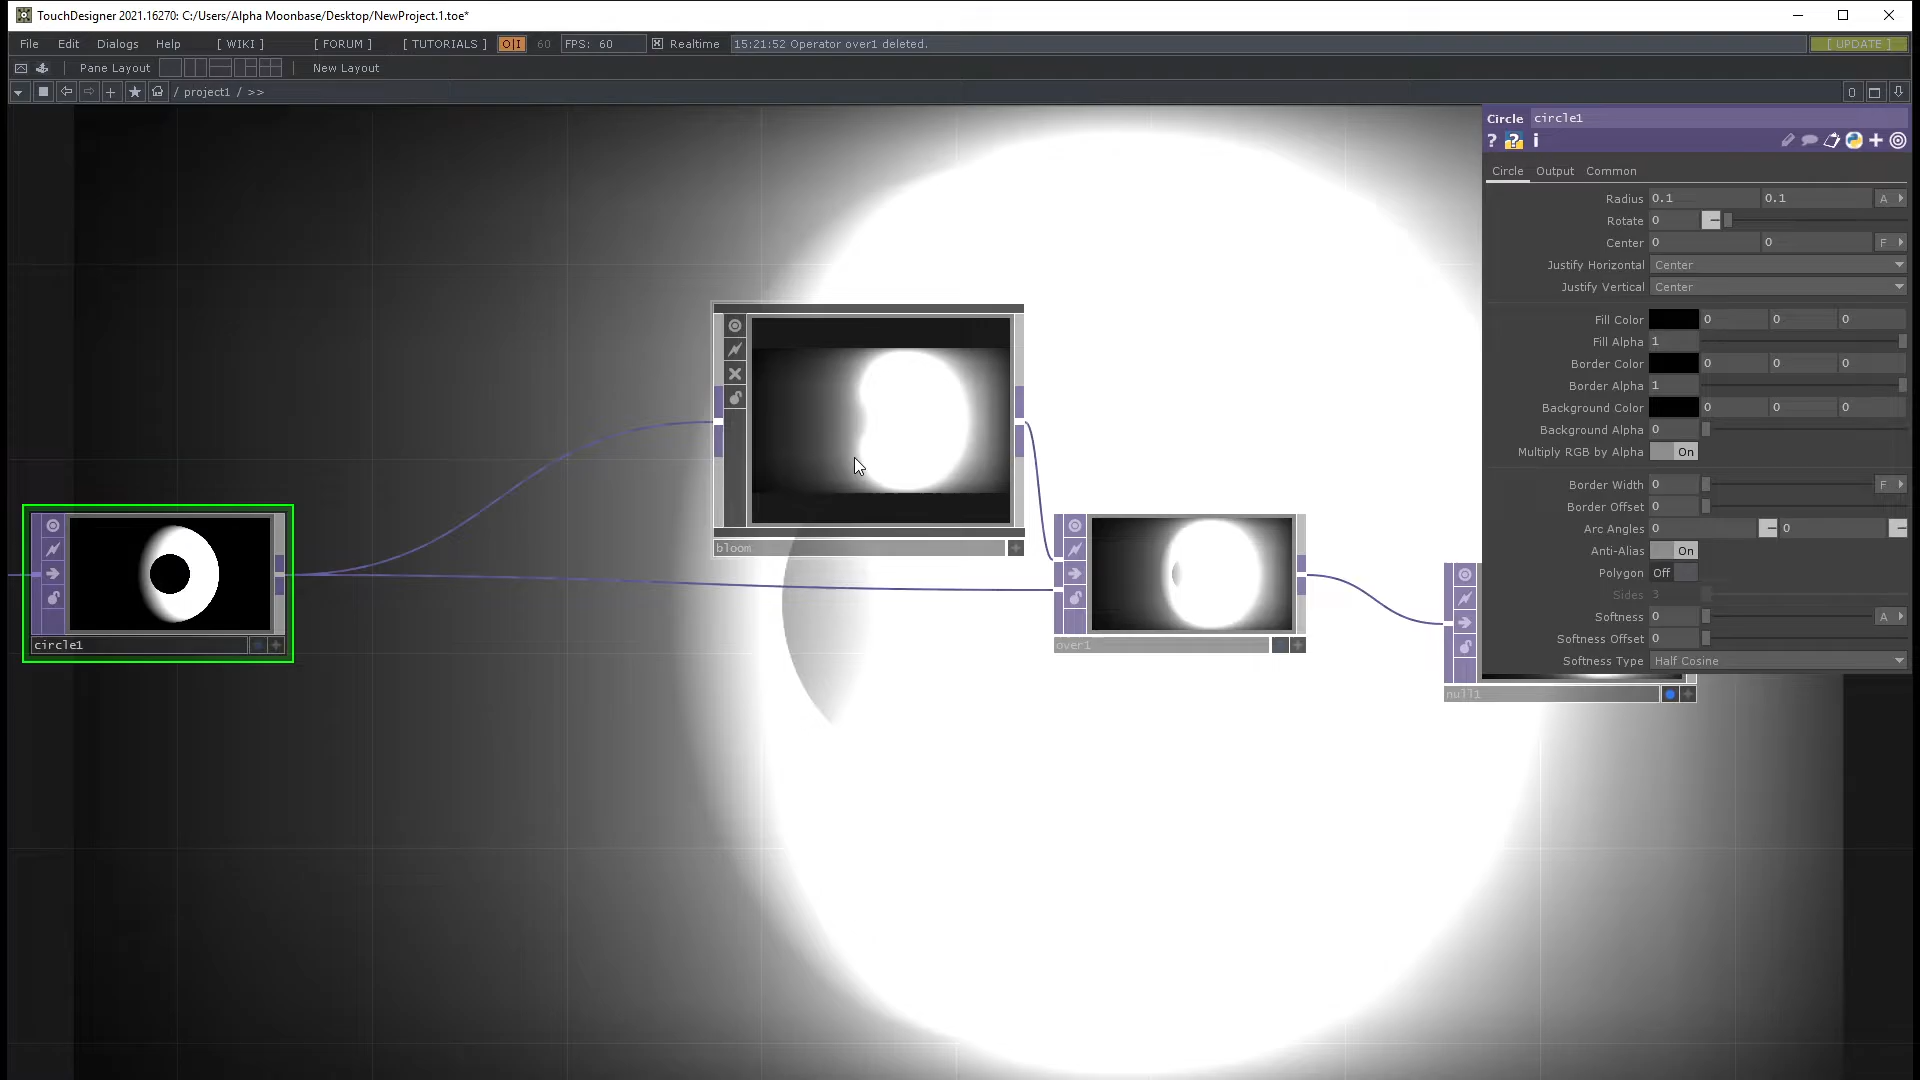 TouchDesigner 2021.16270: C:/Users/Alpha Moonbase/Desktop/NewProject.1.toe*
File Edit Dialogs Help [ WIKI ] [ FORUM ] [ TUTORIALS ] O|I 60 FPS: 60 Realtime 15:21:52 Operator over1 deleted. [ UPDATE ]
Pane Layout New Layout
/ project1 / >> 0
Circle circle1
? ? i
Circle Output Common
Radius 0.1 0.1 A
Rotate 0
Center 0 0 F
Justify Horizontal Center
Justify Vertical Center
Fill Color 0 0 0
Fill Alpha 1
Border Color 0 0 0
Border Alpha 1
Background Color 0 0 0
Background Alpha 0
Multiply RGB by Alpha On
Border Width 0 F
Border Offset 0
Arc Angles 0 0
Anti-Alias On
Polygon Off
Sides 3
Softness 0 A
Softness Offset 0
Softness Type Half Cosine
bloom
circle1
over1
null1